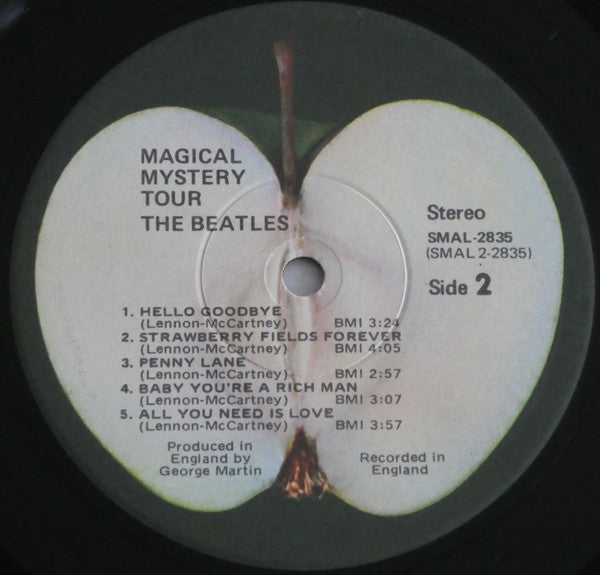 MAGICAL
MYSTERY
TOUR
THE BEATLES
Stereo
SMAL-2835
(SMAL 2-2835)
Side 2
1. HELLO GOODBYE
(Lennon-McCartney) BMI 3:24
2. STRAWBERRY FIELDS FOREVER
(Lennon-McCartney) BMI 4:05
3. PENNY LANE
(Lennon-McCartney) BMI 2:57
4. BABY YOU'RE A RICH MAN
(Lennon-McCartney) BMI 3:07
5. ALL YOU NEED IS LOVE
(Lennon-McCartney) BMI 3:57
Produced in
England by
George Martin
Recorded in
England